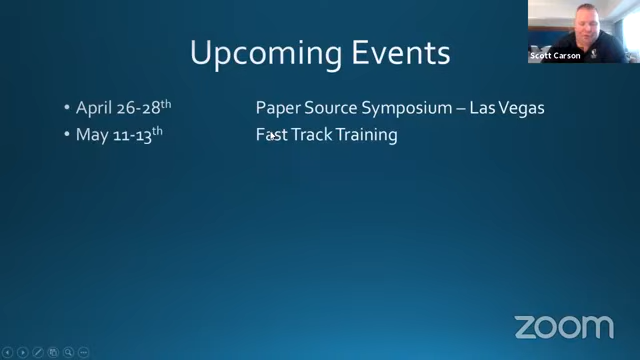 Scott Carson
Upcoming Events
• April 26-28th Paper Source Symposium – Las Vegas
• May 11-13th Fast Track Training
zoom